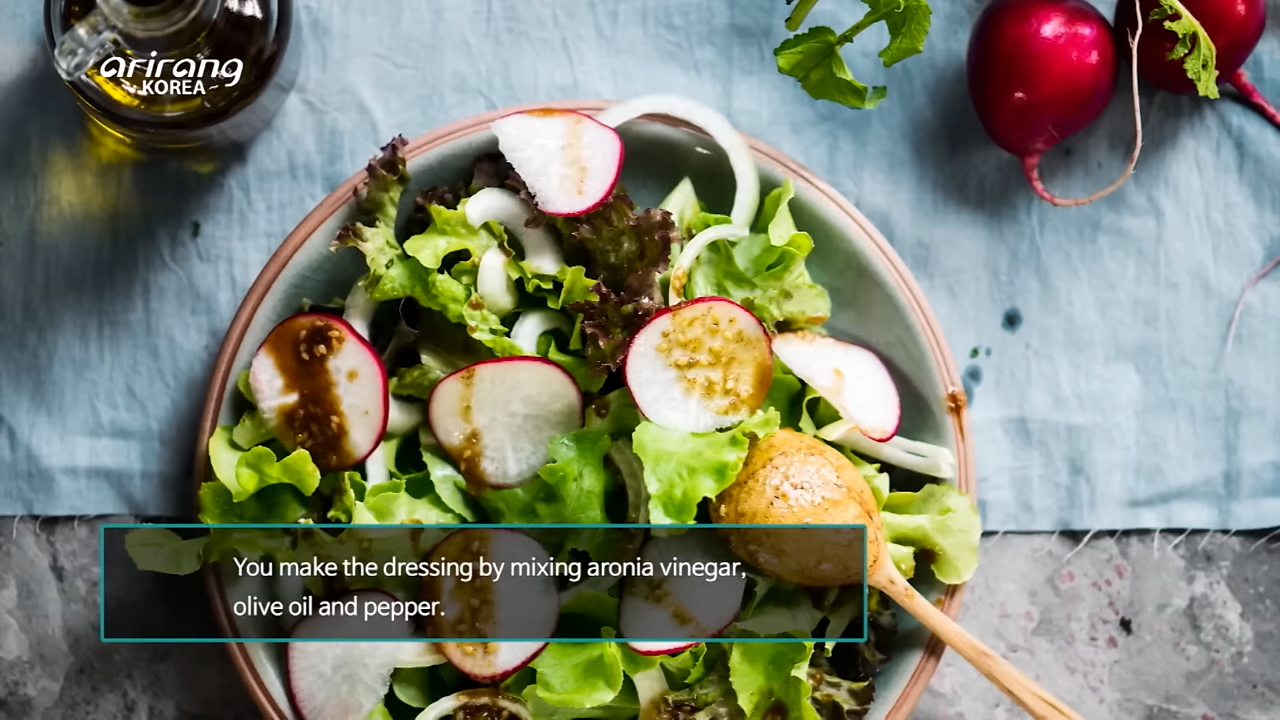 arirang
KOREA
You make the dressing by mixing aronia vinegar,
olive oil and pepper.